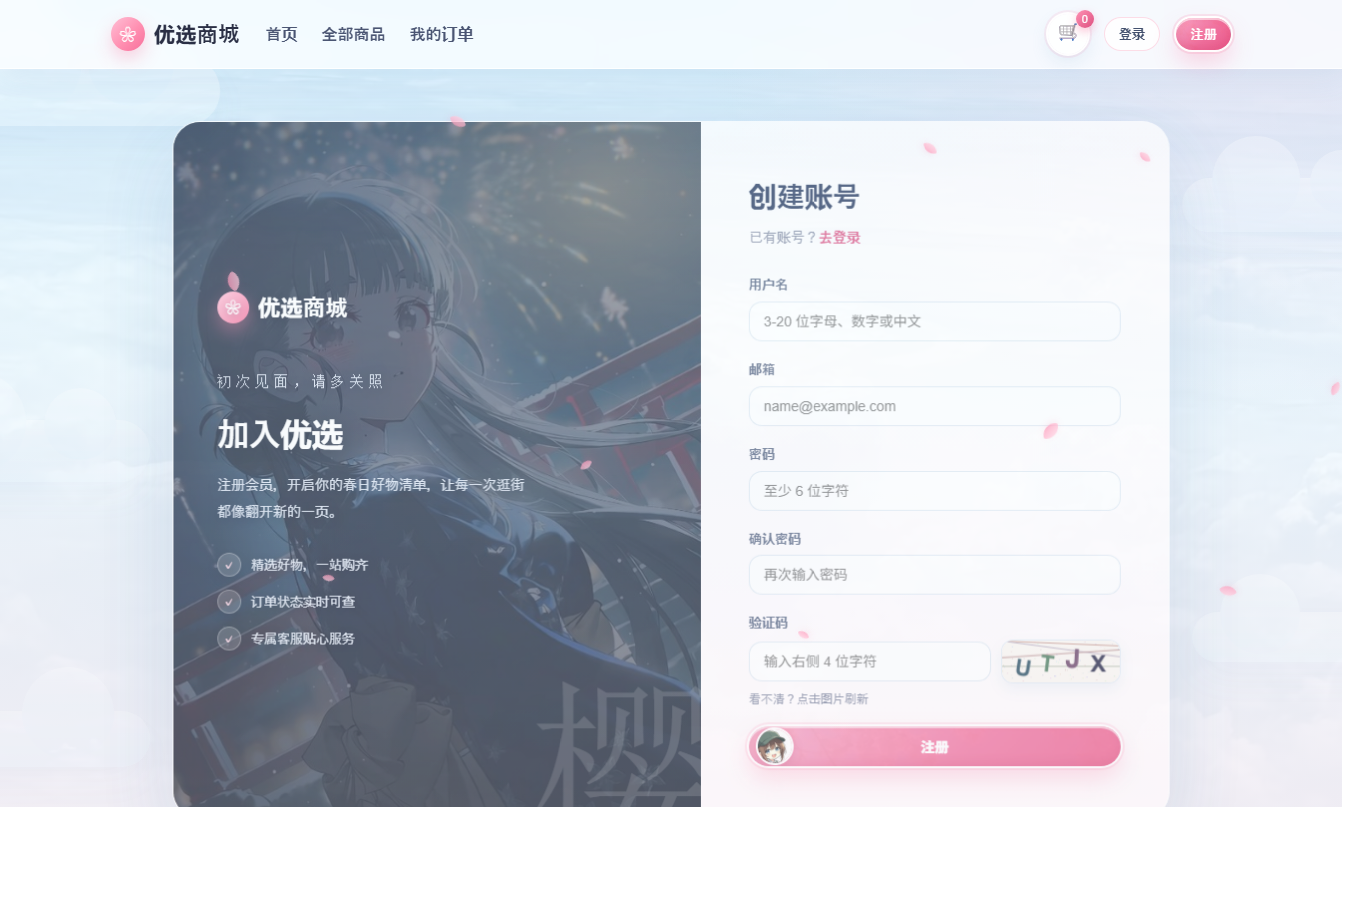 优选商城
首页
全部商品
我的订单
0
登录
注册
优选商城
初次见面，请多关照
加入优选
注册会员，开启你的春日好物清单，让每一次逛街
都像翻开新的一页。
精选好物，一站购齐
订单状态实时可查
专属客服贴心服务
樱
创建账号
已有账号？去登录
用户名
3-20 位字母、数字或中文
邮箱
name@example.com
密码
至少 6 位字符
确认密码
再次输入密码
验证码
输入右侧 4 位字符
UTJX
看不清？点击图片刷新
注册